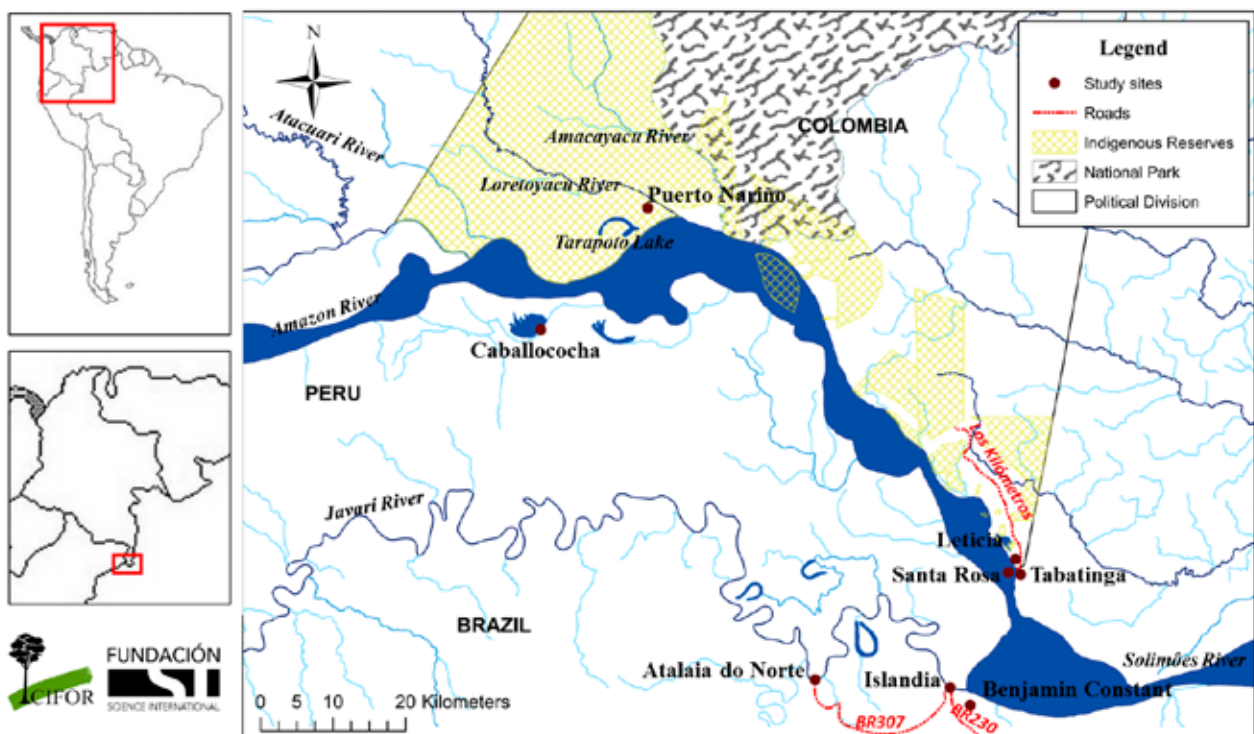 N
Legend
Study sites
Roads
Indigenous Reserves
National Park
Political Division
COLOMBIA
Atacuari River
Amacayacu River
Loretoyacu River
Puerto Nariño
Tarapoto Lake
Amazon River
Caballococha
PERU
Los Kilómetros
Javari River
Leticia
Santa Rosa
Tabatinga
BRAZIL
Solimões River
Atalaia do Norte
Islandia
Benjamin Constant
BR307
BR230
0 5 10 20 Kilometers
CIFOR
FUNDACIÓN
SI
SCIENCE INTERNATIONAL